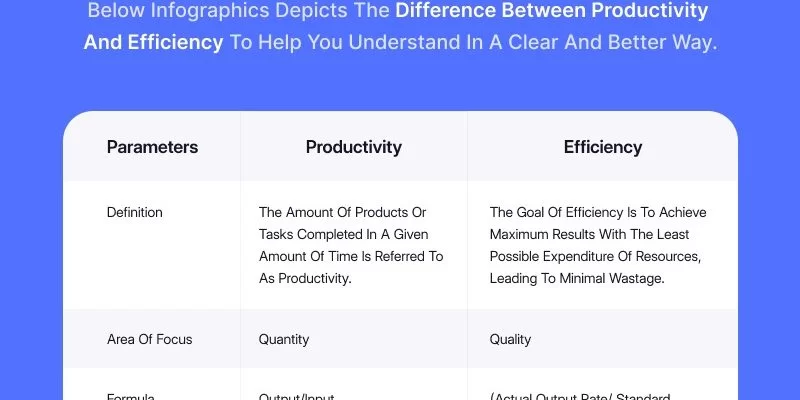 Below Infographics Depicts The Difference Between Productivity
And Efficiency To Help You Understand In A Clear And Better Way.
Parameters
Productivity
Efficiency
Definition
The Amount Of Products Or
Tasks Completed In A Given
Amount Of Time Is Referred To
As Productivity.
The Goal Of Efficiency Is To Achieve
Maximum Results With The Least
Possible Expenditure Of Resources,
Leading To Minimal Wastage.
Area Of Focus
Quantity
Quality
Formula
Output/Input
(Actual Output Rate/ Standard